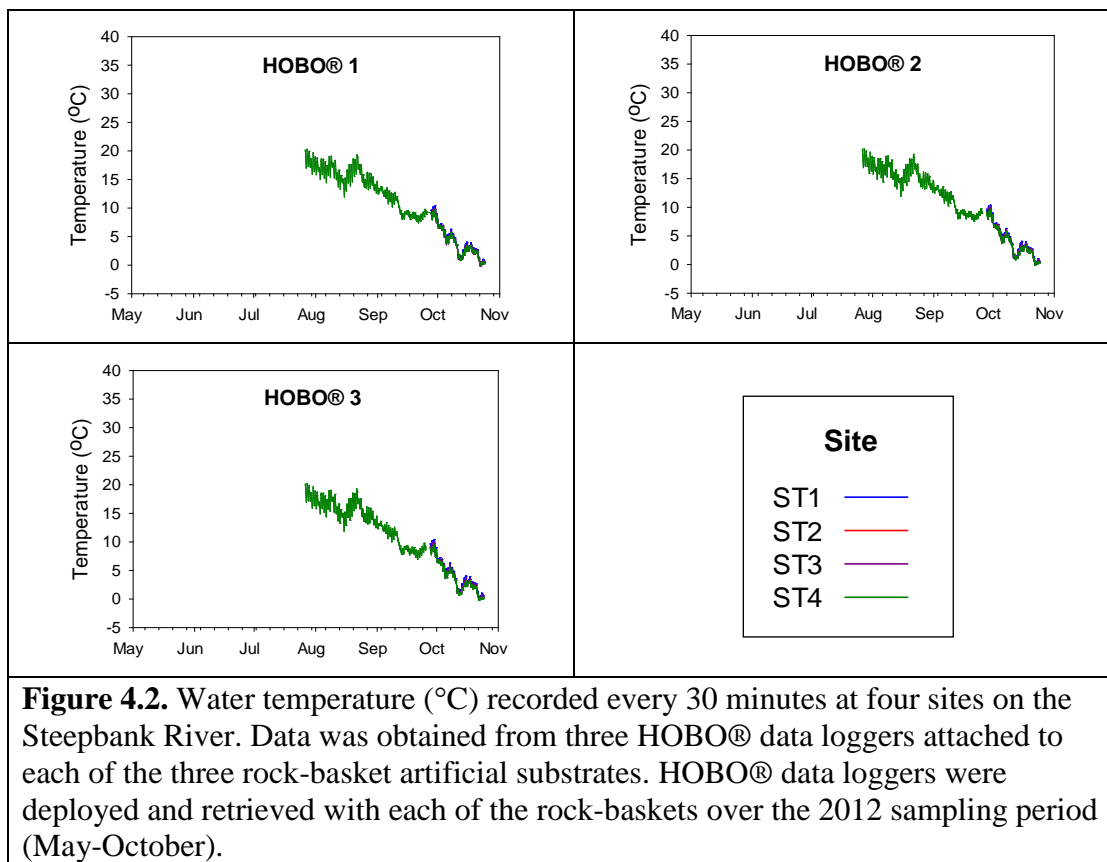 HOBO® 1
Temperature (ºC)
40
35
30
25
20
15
10
5
0
-5
May Jun Jul Aug Sep Oct Nov
HOBO® 2
Temperature (ºC)
40
35
30
25
20
15
10
5
0
-5
May Jun Jul Aug Sep Oct Nov
HOBO® 3
Temperature (ºC)
40
35
30
25
20
15
10
5
0
-5
May Jun Jul Aug Sep Oct Nov
Site
ST1
ST2
ST3
ST4
Figure 4.2. Water temperature (°C) recorded every 30 minutes at four sites on the
Steepbank River. Data was obtained from three HOBO® data loggers attached to
each of the three rock-basket artificial substrates. HOBO® data loggers were
deployed and retrieved with each of the rock-baskets over the 2012 sampling period
(May-October).